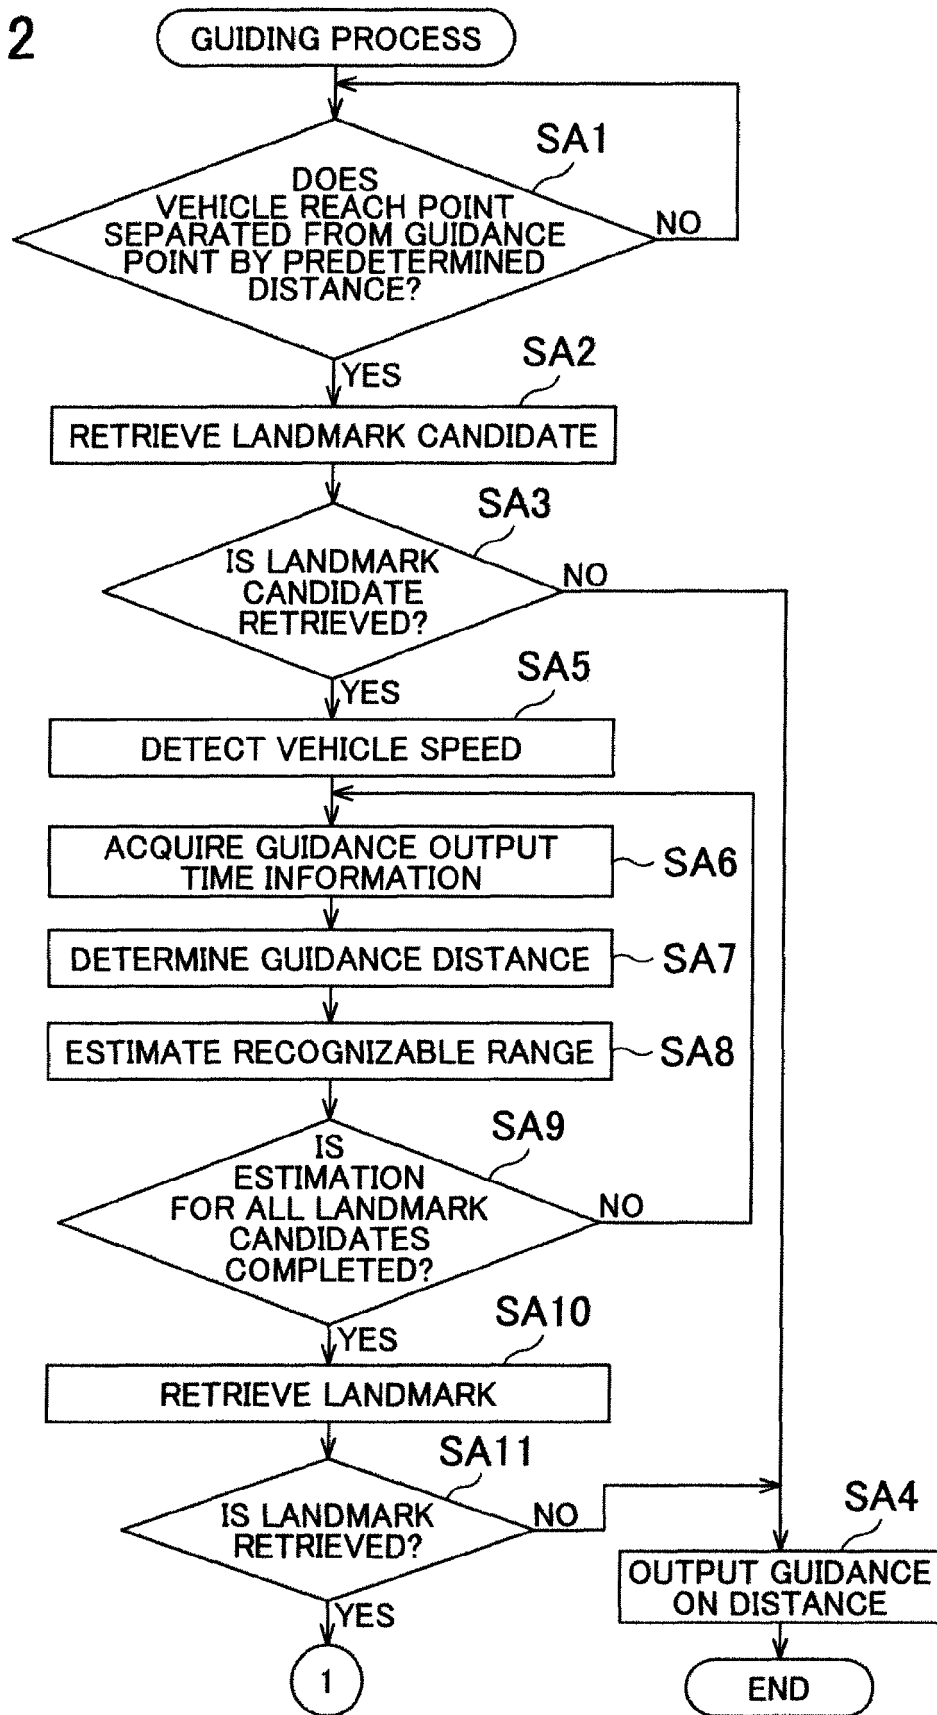 2
GUIDING PROCESS
SA1
DOES
VEHICLE REACH POINT
SEPARATED FROM GUIDANCE
POINT BY PREDETERMINED
DISTANCE?
NO
YES
SA2
RETRIEVE LANDMARK CANDIDATE
SA3
IS LANDMARK
CANDIDATE
RETRIEVED?
NO
YES
SA5
DETECT VEHICLE SPEED
ACQUIRE GUIDANCE OUTPUT
TIME INFORMATION
SA6
DETERMINE GUIDANCE DISTANCE
SA7
ESTIMATE RECOGNIZABLE RANGE
SA8
SA9
IS
ESTIMATION
FOR ALL LANDMARK
CANDIDATES
COMPLETED?
NO
YES
SA10
RETRIEVE LANDMARK
SA11
IS LANDMARK
RETRIEVED?
NO
YES
1
SA4
OUTPUT GUIDANCE
ON DISTANCE
END